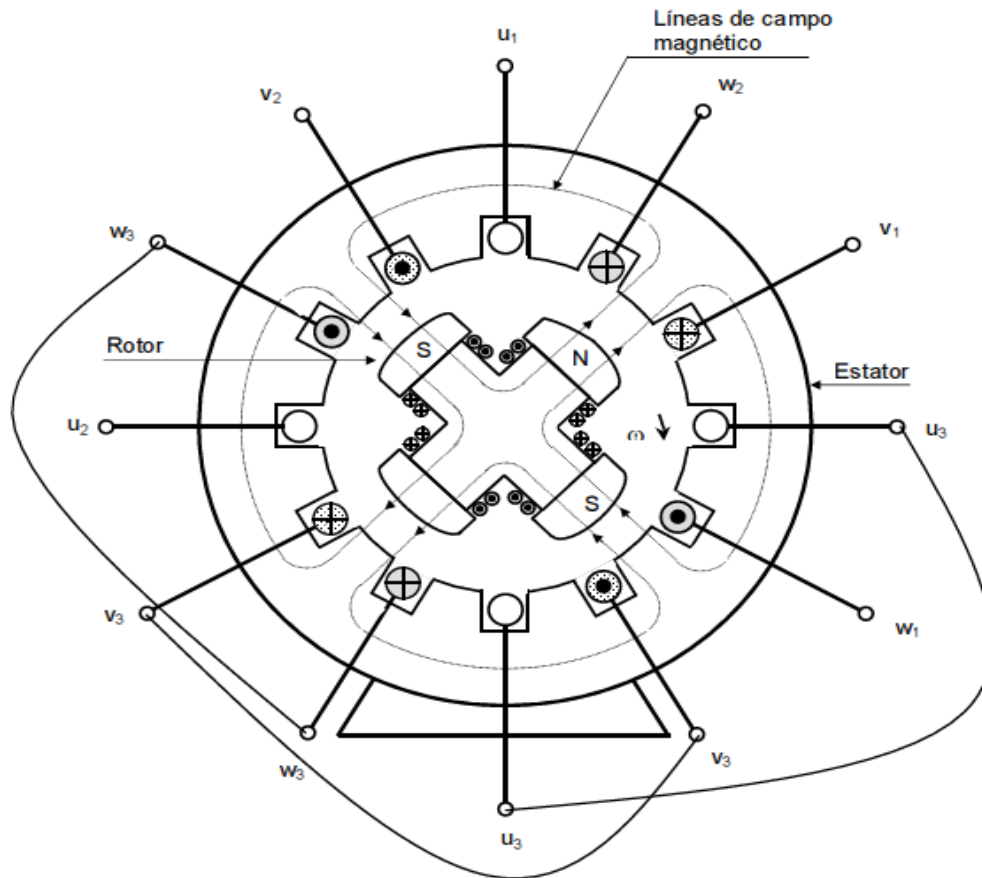 Líneas de campo
magnético
u₁
v₂
w₂
w₃
v₁
Rotor
S
N
Estator
u₂
ω
u₃
S
v₃
w₁
w₃
v₃
u₃